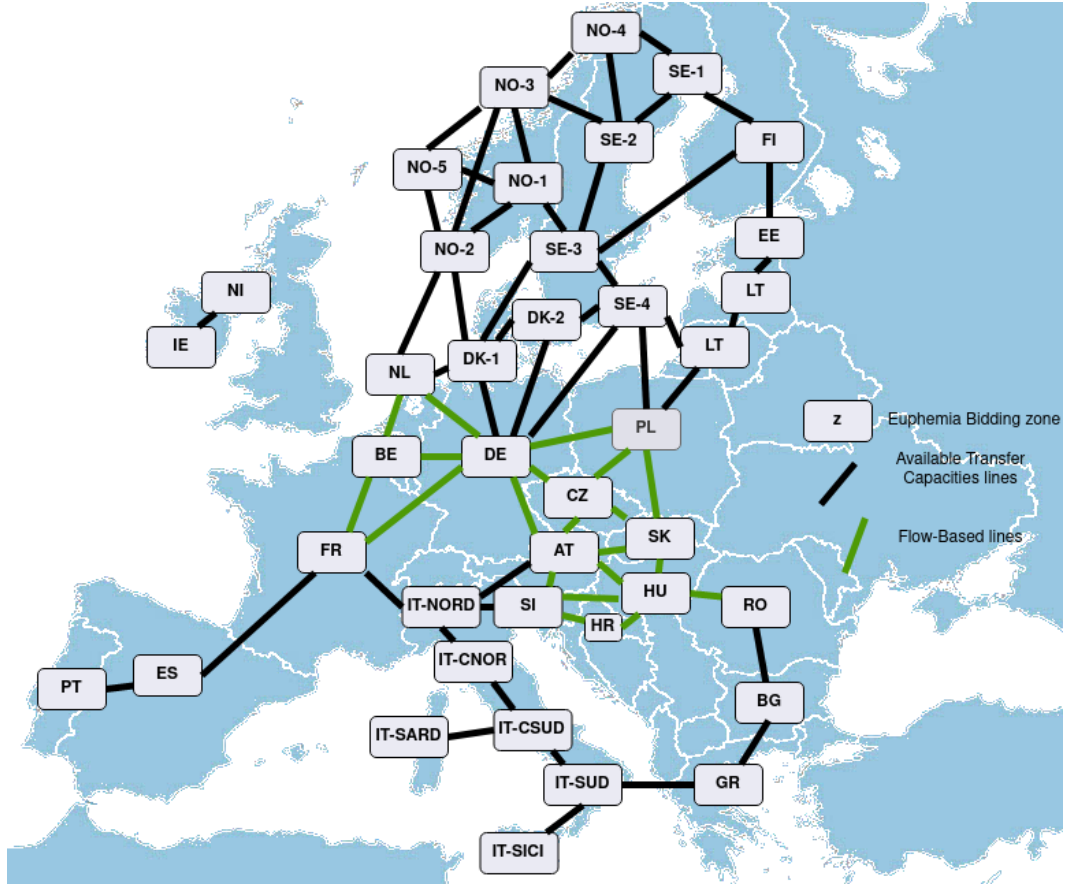 NO-4
SE-1
NO-3
SE-2
FI
NO-5
NO-1
NO-2
SE-3
EE
NI
LT
SE-4
DK-2
IE
LT
DK-1
NL
PL
z
Euphemia Bidding zone
BE
DE
Available Transfer
Capacities lines
CZ
Flow-Based lines
FR
AT
SK
HU
IT-NORD
SI
RO
HR
IT-CNOR
ES
PT
BG
IT-SARD
IT-CSUD
IT-SUD
GR
IT-SICI